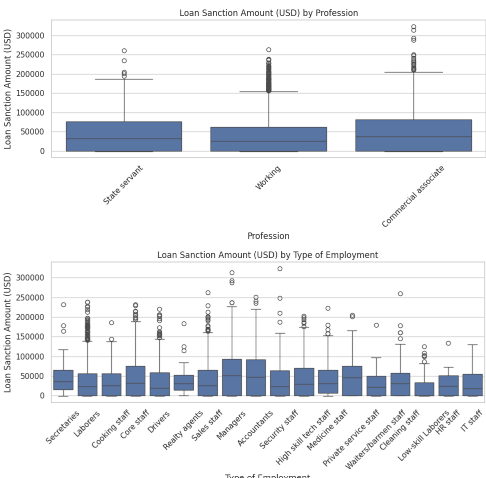 Loan Sanction Amount (USD) by Profession
Loan Sanction Amount (USD)
300000
250000
200000
150000
100000
50000
0
State servant
Working
Commercial associate
Profession
Loan Sanction Amount (USD) by Type of Employment
Loan Sanction Amount (USD)
300000
250000
200000
150000
100000
50000
0
Secretaries
Laborers
Cooking staff
Core staff
Drivers
Realty agents
Sales staff
Managers
Accountants
Security staff
High skill tech staff
Medicine staff
Private service staff
Waiters/barmen staff
Cleaning staff
Low-skill Laborers
HR staff
IT staff
Type of Employment